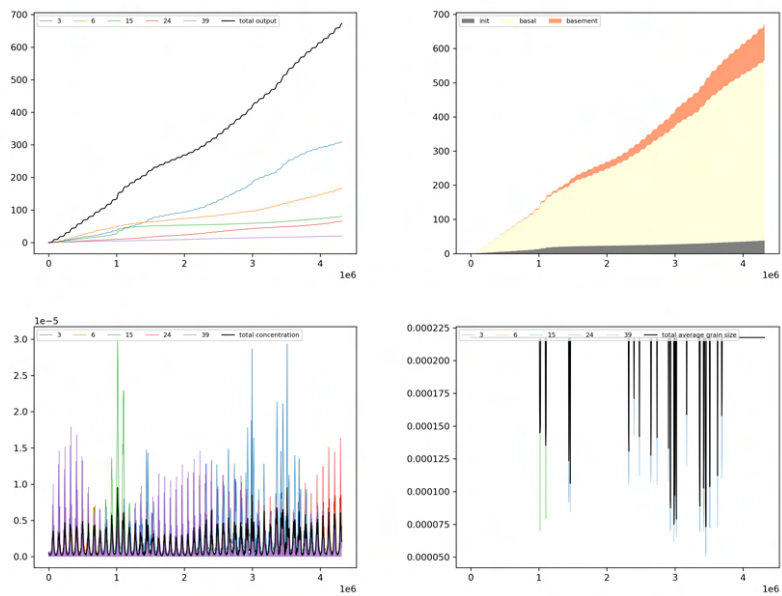 700
600
500
400
300
200
100
0
3 6 15 24 39 total output
0 1 2 3 4
1e6
700
600
500
400
300
200
100
0
init basal basement
0 1 2 3 4
1e6
1e−5
3.0
2.5
2.0
1.5
1.0
0.5
0.0
3 6 15 24 39 total concentration
0 1 2 3 4
1e6
0.000225
0.000200
0.000175
0.000150
0.000125
0.000100
0.000075
0.000050
3 6 15 24 39 total average grain size
0 1 2 3 4
1e6